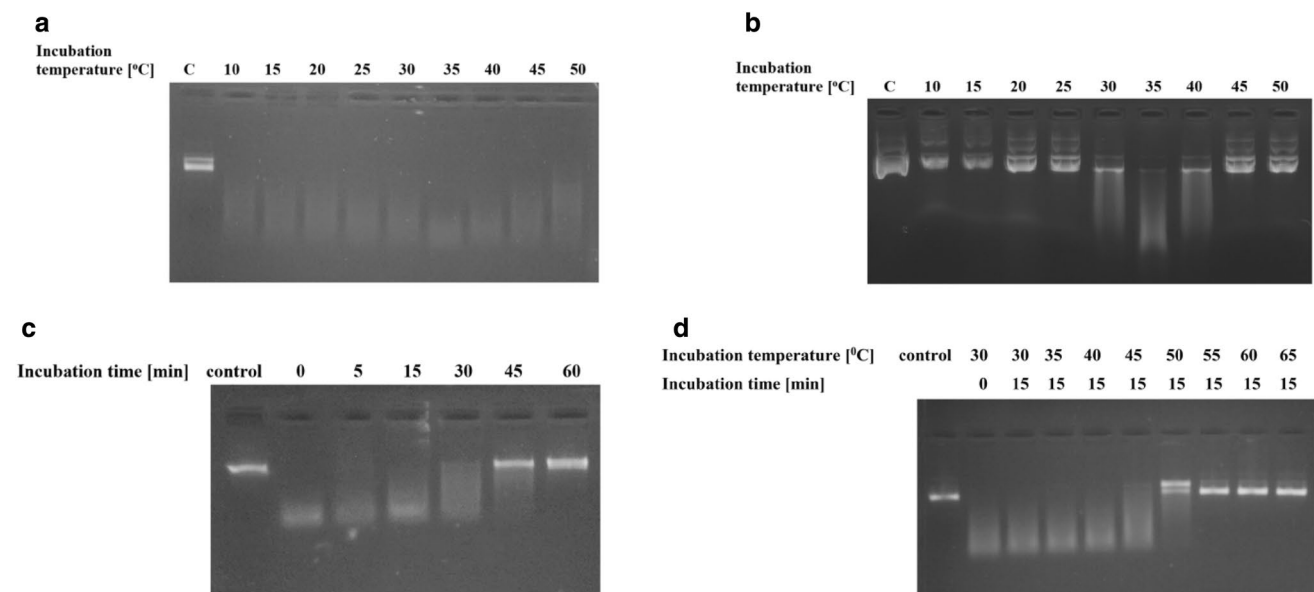 a
Incubation
temperature [°C] C 10 15 20 25 30 35 40 45 50
b
Incubation
temperature [°C] C 10 15 20 25 30 35 40 45 50
c
Incubation time [min] control 0 5 15 30 45 60
d
Incubation temperature [⁰C] control 30 30 35 40 45 50 55 60 65
Incubation time [min] 0 15 15 15 15 15 15 15 15